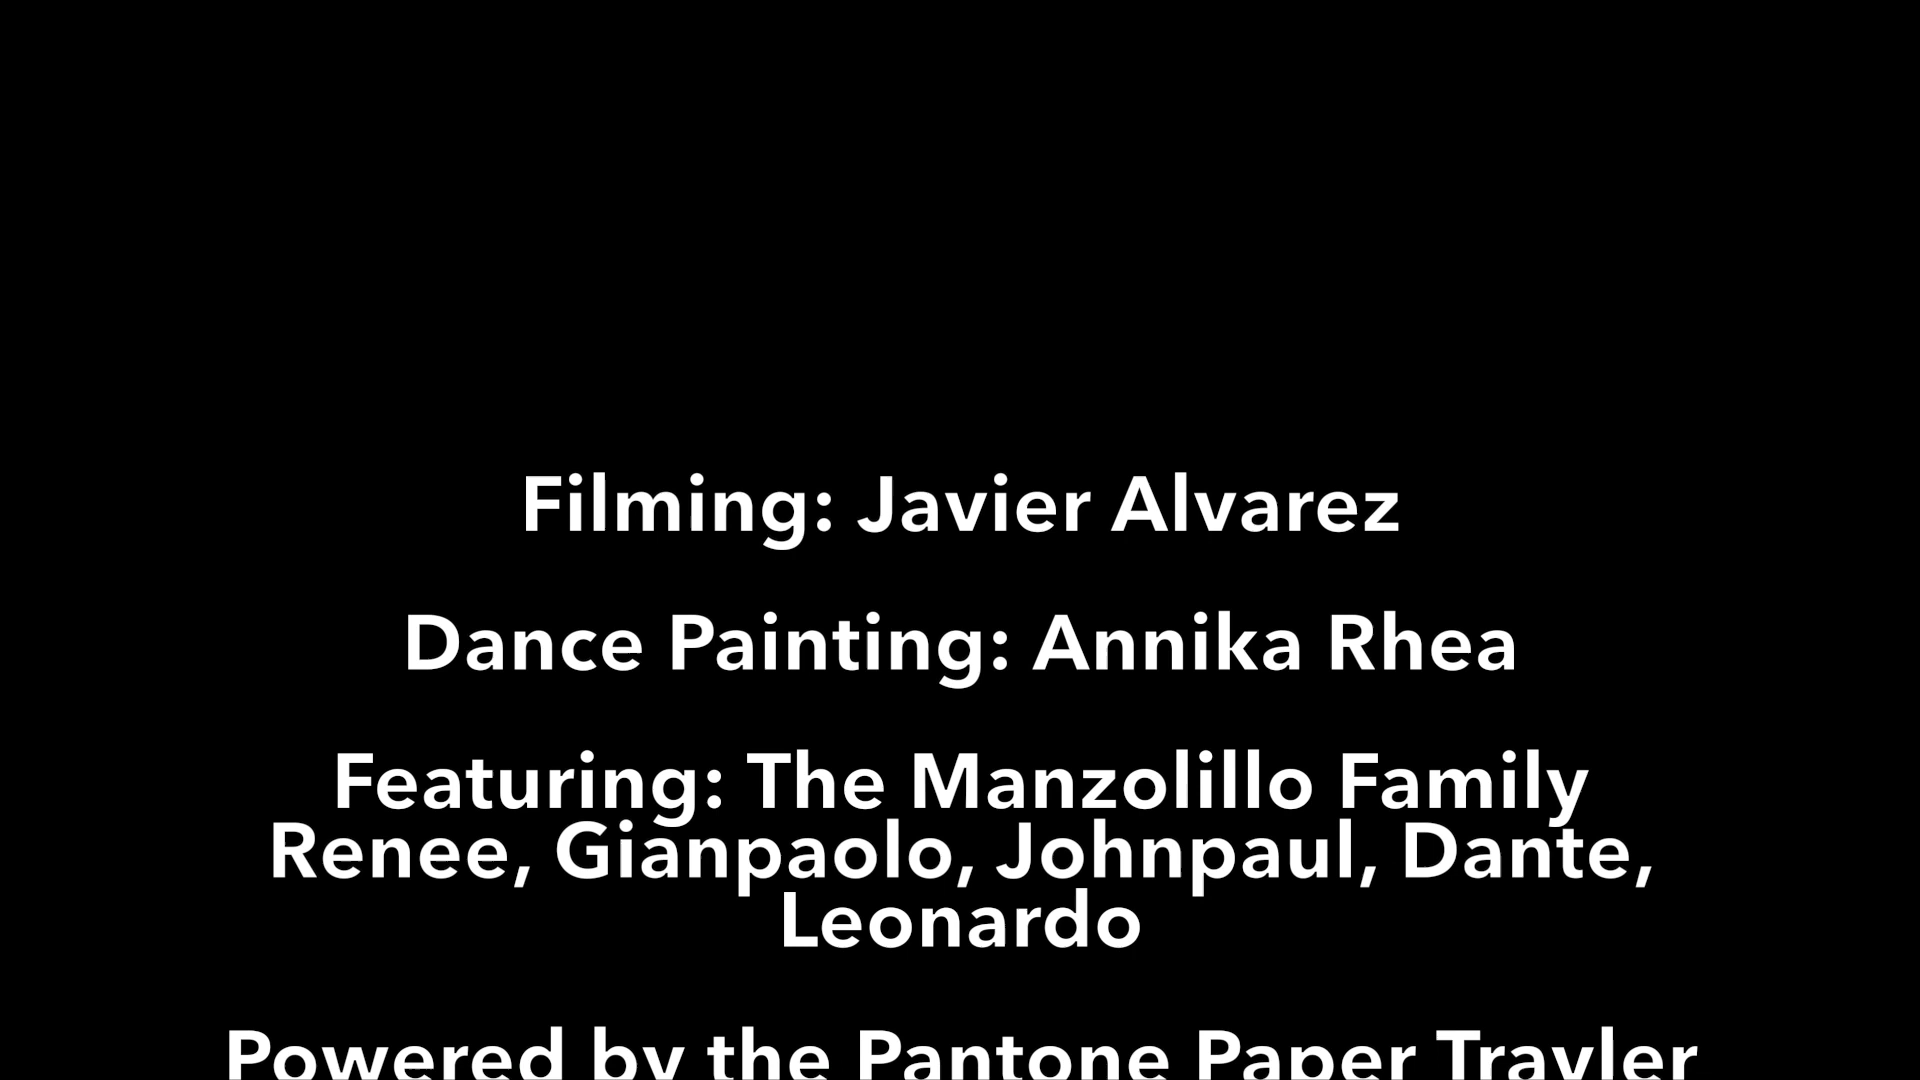 Filming: Javier Alvarez
Dance Painting: Annika Rhea
Featuring: The Manzolillo Family
Renee, Gianpaolo, Johnpaul, Dante,
Leonardo
Powered by the Pantone Paper Trayler